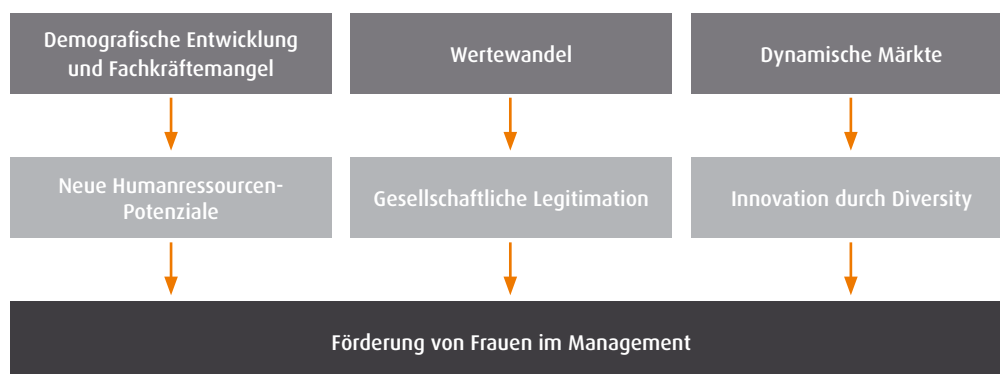 Demografische Entwicklung
und Fachkräftemangel
Wertewandel
Dynamische Märkte
Neue Humanressourcen-
Potenziale
Gesellschaftliche Legitimation
Innovation durch Diversity
Förderung von Frauen im Management